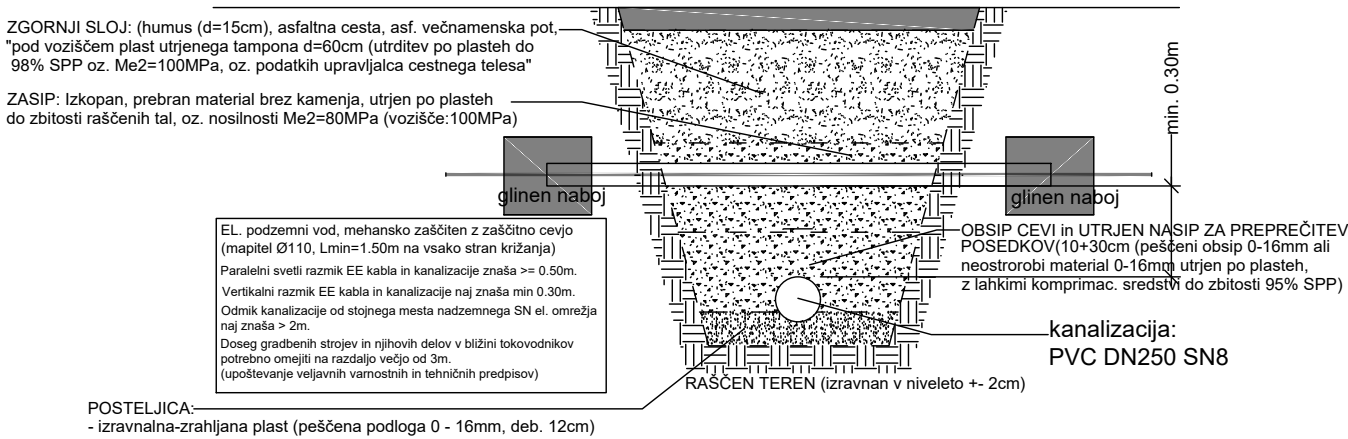 ZGORNJI SLOJ: (humus (d=15cm), asfaltna cesta, asf. večnamenska pot,
"pod voziščem plast utrjenega tampona d=60cm (utrditev po plasteh do
98% SPP oz. Me2=100MPa, oz. podatkih upravljalca cestnega telesa"
ZASIP: Izkopan, prebran material brez kamenja, utrjen po plasteh
do zbitosti raščenih tal, oz. nosilnosti Me2=80MPa (vozišče:100MPa)
min. 0.30m
glinen naboj
glinen naboj
EL. podzemni vod, mehansko zaščiten z zaščitno cevjo
(mapitel Ø110, Lmin=1.50m na vsako stran križanja)
Paralelni svetli razmik EE kabla in kanalizacije znaša >= 0.50m.
Vertikalni razmik EE kabla in kanalizacije naj znaša min 0.30m.
Odmik kanalizacije od stojnega mesta nadzemnega SN el. omrežja
naj znaša > 2m.
Doseg gradbenih strojev in njihovih delov v bližini tokovodnikov
potrebno omejiti na razdaljo večjo od 3m.
(upoštevanje veljavnih varnostnih in tehničnih predpisov)
OBSIP CEVI in UTRJEN NASIP ZA PREPREČITEV
POSEDKOV(10+30cm (peščeni obsip 0-16mm ali
neostrorobi material 0-16mm utrjen po plasteh,
z lahkimi komprimac. sredstvi do zbitosti 95% SPP)
kanalizacija:
PVC DN250 SN8
RAŠČEN TEREN (izravnan v niveleto +- 2cm)
POSTELJICA:
- izravnalna-zrahljana plast (peščena podloga 0 - 16mm, deb. 12cm)